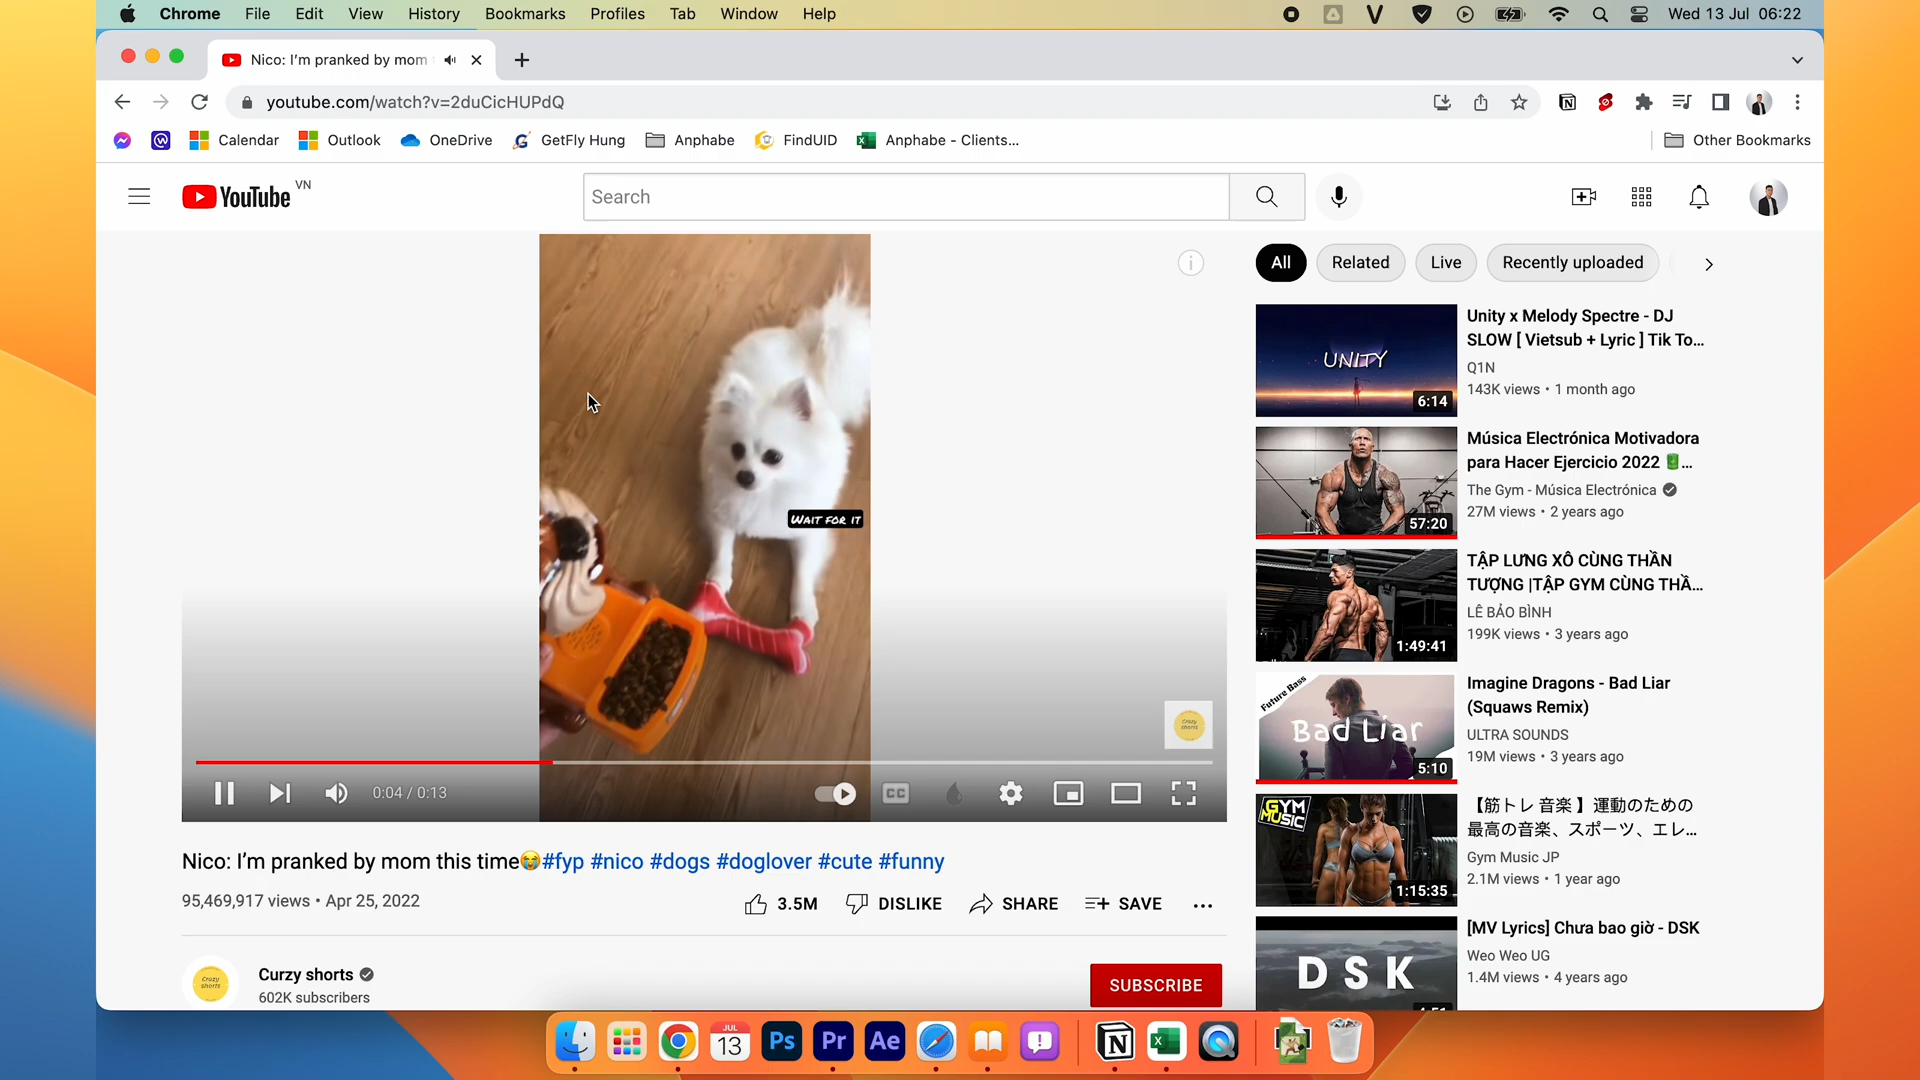 Chrome File Edit View History Bookmarks Profiles Tab Window Help
Wed 13 Jul 06:22
Nico: I'm pranked by mom
youtube.com/watch?v=2duCicHUPdQ
Calendar Outlook OneDrive GetFly Hung Anphabe FindUID Anphabe - Clients...
Other Bookmarks
YouTube VN
Search
All Related Live Recently uploaded
WAIT FOR IT
Crazy
shorts
0:04 / 0:13
CC
Nico: I'm pranked by mom this time😭#fyp #nico #dogs #doglover #cute #funny
95,469,917 views • Apr 25, 2022
3.5M DISLIKE SHARE SAVE
Crazy
shorts
Curzy shorts
602K subscribers
SUBSCRIBE
UNITY
6:14
Unity x Melody Spectre - DJ
SLOW [ Vietsub + Lyric ] Tik To...
Q1N
143K views • 1 month ago
57:20
Música Electrónica Motivadora
para Hacer Ejercicio 2022 ...
The Gym - Música Electrónica
27M views • 2 years ago
1:49:41
TẬP LƯNG XÔ CÙNG THẦN
TƯỢNG |TẬP GYM CÙNG THẦ...
LÊ BẢO BÌNH
199K views • 3 years ago
Future Bass
Bad Liar
5:10
Imagine Dragons - Bad Liar
(Squaws Remix)
ULTRA SOUNDS
19M views • 3 years ago
GYM
MUSIC
1:15:35
【筋トレ 音楽 】運動のための
最高の音楽、スポーツ、エレ...
Gym Music JP
2.1M views • 1 year ago
DSK
[MV Lyrics] Chưa bao giờ - DSK
Weo Weo UG
1.4M views • 4 years ago
JUL
13
Ps
Pr
Ae